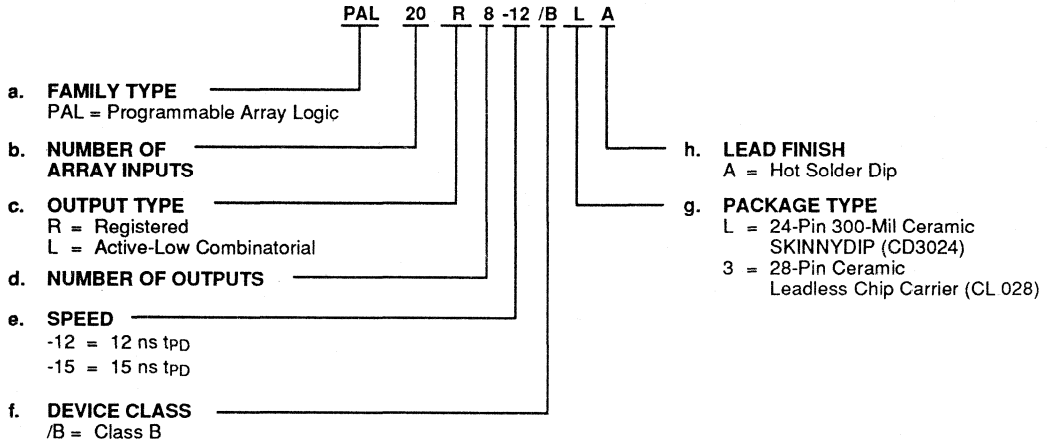 PAL 20 R 8 -12 /B L A
a. FAMILY TYPE
PAL = Programmable Array Logic
b. NUMBER OF
ARRAY INPUTS
c. OUTPUT TYPE
R = Registered
L = Active-Low Combinatorial
d. NUMBER OF OUTPUTS
e. SPEED
-12 = 12 ns tPD
-15 = 15 ns tPD
f. DEVICE CLASS
/B = Class B
h. LEAD FINISH
A = Hot Solder Dip
g. PACKAGE TYPE
L = 24-Pin 300-Mil Ceramic
SKINNYDIP (CD3024)
3 = 28-Pin Ceramic
Leadless Chip Carrier (CL 028)